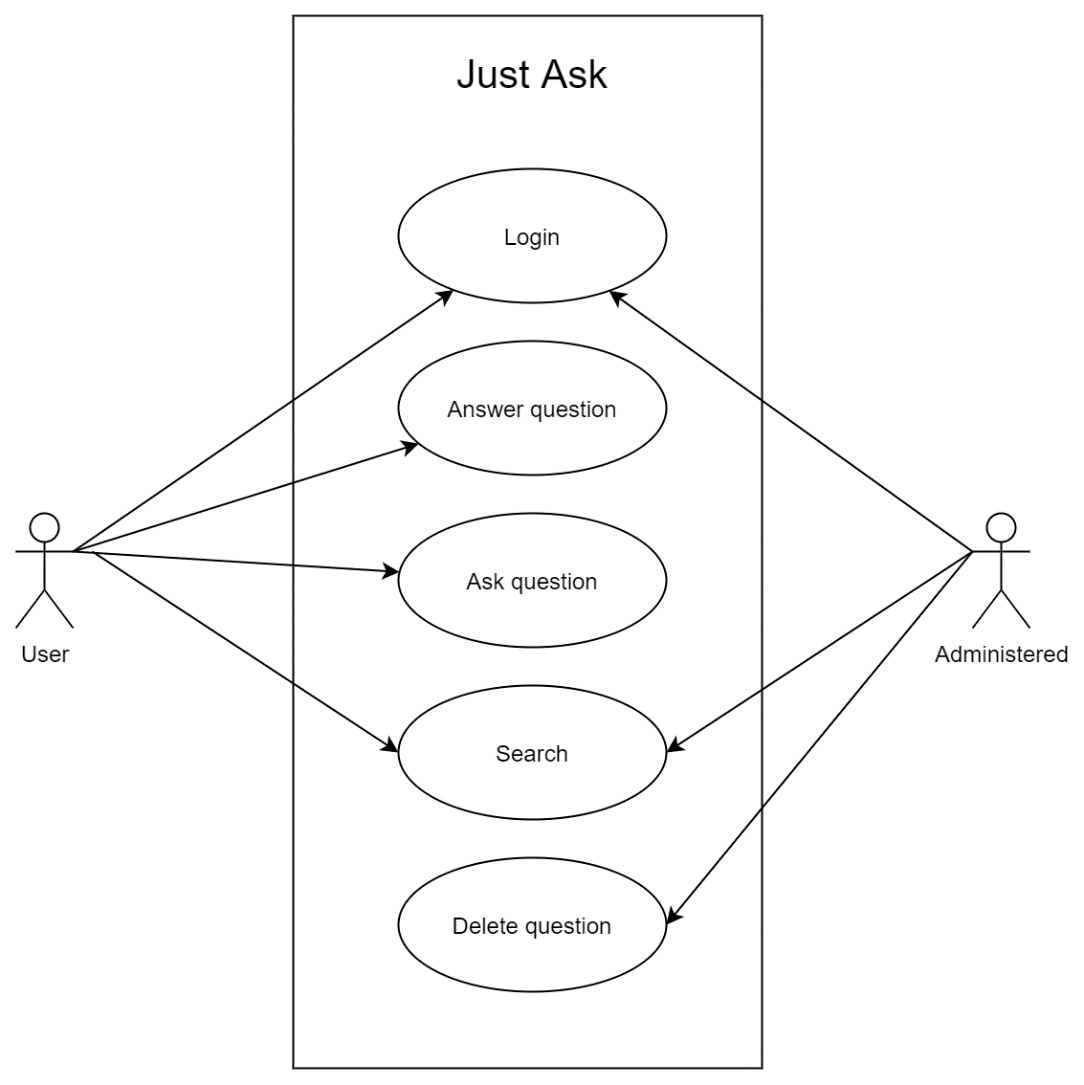 Just Ask
Login
Answer question
Ask question
User
Administered
Search
Delete question